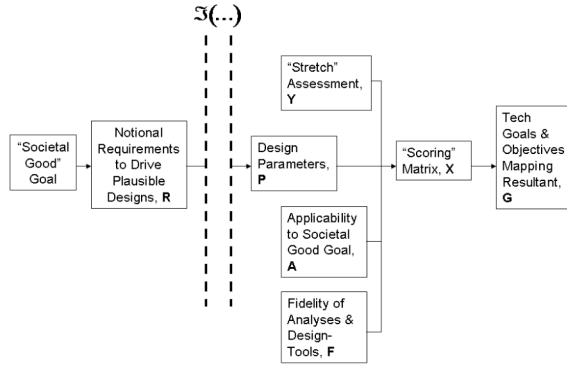 ℑ(...)
"Stretch"
Assessment,
Y
"Societal
Good"
Goal
Notional
Requirements
to Drive
Plausible
Designs, R
Design
Parameters,
P
"Scoring"
Matrix, X
Tech
Goals &
Objectives
Mapping
Resultant,
G
Applicability
to Societal
Good Goal,
A
Fidelity of
Analyses &
Design-
Tools, F